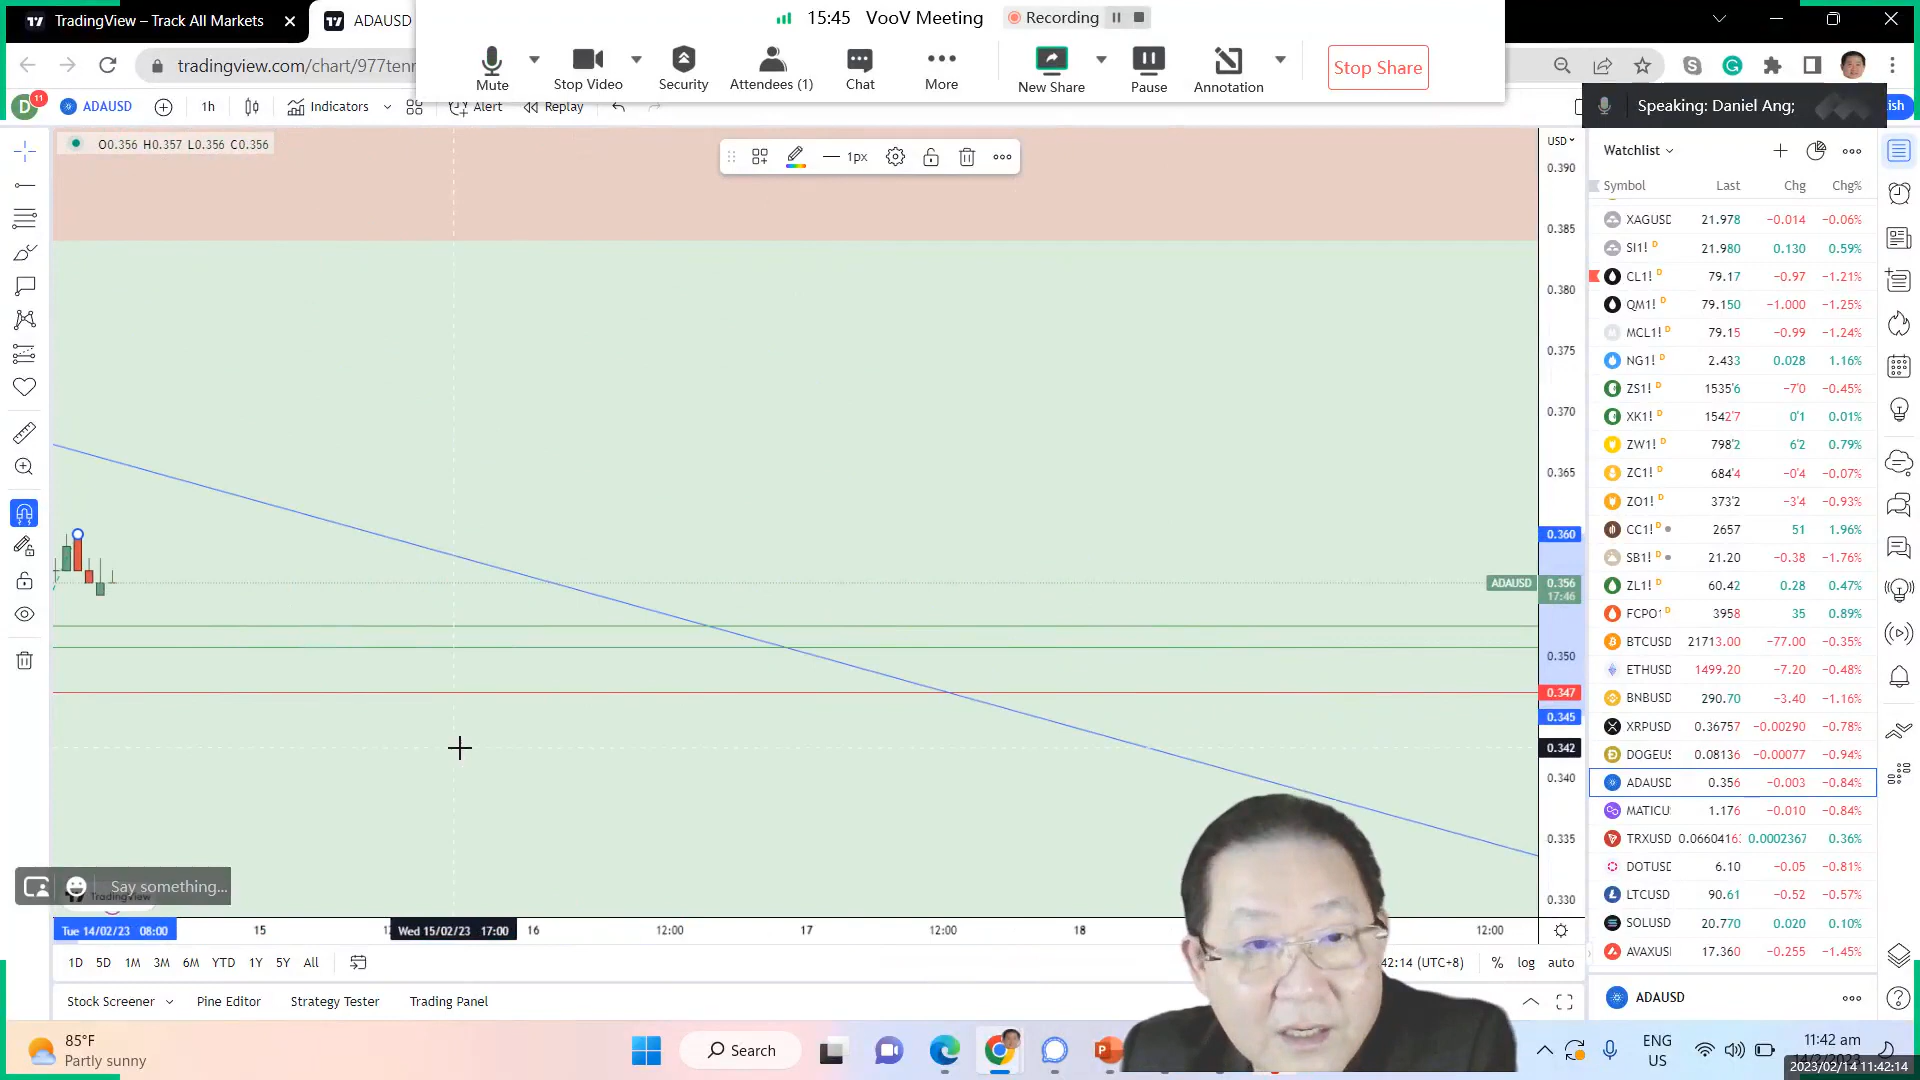 TradingView – Track All Markets
ADAUSD
15:45 VooV Meeting
Recording
tradingview.com/chart/977tenr
Mute
Stop Video
Security
Attendees (1)
Chat
More
New Share
Pause
Annotation
Stop Share
Speaking: Daniel Ang;
D
11
ADAUSD
1h
Indicators
Alert
Replay
ish
O0.356 H0.357 L0.356 C0.356
1px
USD
0.390
0.385
0.380
0.375
0.370
0.365
0.360
ADAUSD
0.356
17:46
0.350
0.347
0.345
0.342
0.340
0.335
0.330
Watchlist
Symbol Last Chg Chg%
XAGUSD 21.978 −0.014 −0.06%
SI1! D 21.980 0.130 0.59%
CL1! D 79.17 −0.97 −1.21%
QM1! D 79.150 −1.000 −1.25%
MCL1! D 79.15 −0.99 −1.24%
NG1! D 2.433 0.028 1.16%
ZS1! D 1535'6 −7'0 −0.45%
XK1! D 1542'7 0'1 0.01%
ZW1! D 798'2 6'2 0.79%
ZC1! D 684'4 −0'4 −0.07%
ZO1! D 373'2 −3'4 −0.93%
CC1! D 2657 51 1.96%
SB1! D 21.20 −0.38 −1.76%
ZL1! D 60.42 0.28 0.47%
FCPO1 D 3958 35 0.89%
BTCUSD 21713.00 −77.00 −0.35%
ETHUSD 1499.20 −7.20 −0.48%
BNBUSD 290.70 −3.40 −1.16%
XRPUSD 0.36757 −0.00290 −0.78%
DOGEUS 0.08136 −0.00077 −0.94%
ADAUSD 0.356 −0.003 −0.84%
MATICU 1.176 −0.010 −0.84%
TRXUSD 0.0660416 0.0002367 0.36%
DOTUSD 6.10 −0.05 −0.81%
LTCUSD 90.61 −0.52 −0.57%
SOLUSD 20.770 0.020 0.10%
AVAXUS 17.360 −0.255 −1.45%
Say something...
TradingView
Tue 14/02/23 08:00
15
Wed 15/02/23 17:00
16
12:00
17
12:00
18
12:00
1D 5D 1M 3M 6M YTD 1Y 5Y All
42:14 (UTC+8) % log auto
Stock Screener Pine Editor Strategy Tester Trading Panel
ADAUSD
85°F
Partly sunny
Search
ENG
US
11:42 am
2023/02/14 11:42:14